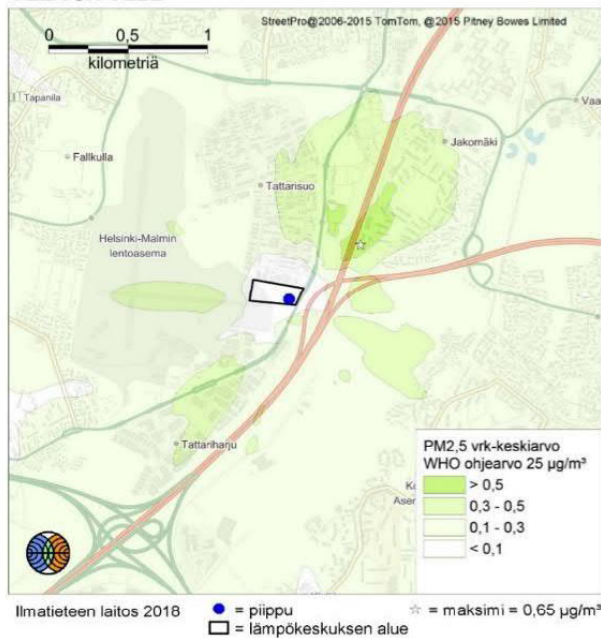 StreetPro@2006-2015 TomTom, @2015 Pitney Bowes Limited
0 0,5 1
kilometriä
Tapanila
Vaa
Fallkulla
Jakomäki
Tattarisuo
Helsinki-Malmin
lentoasema
Tattariharju
Asen
PM2,5 vrk-keskiarvo
WHO ohjearvo 25 µg/m³
> 0,5
0,3 - 0,5
0,1 - 0,3
< 0,1
Ilmatieteen laitos 2018
= piippu
= maksimi = 0,65 µg/m³
= lämpökeskuksen alue